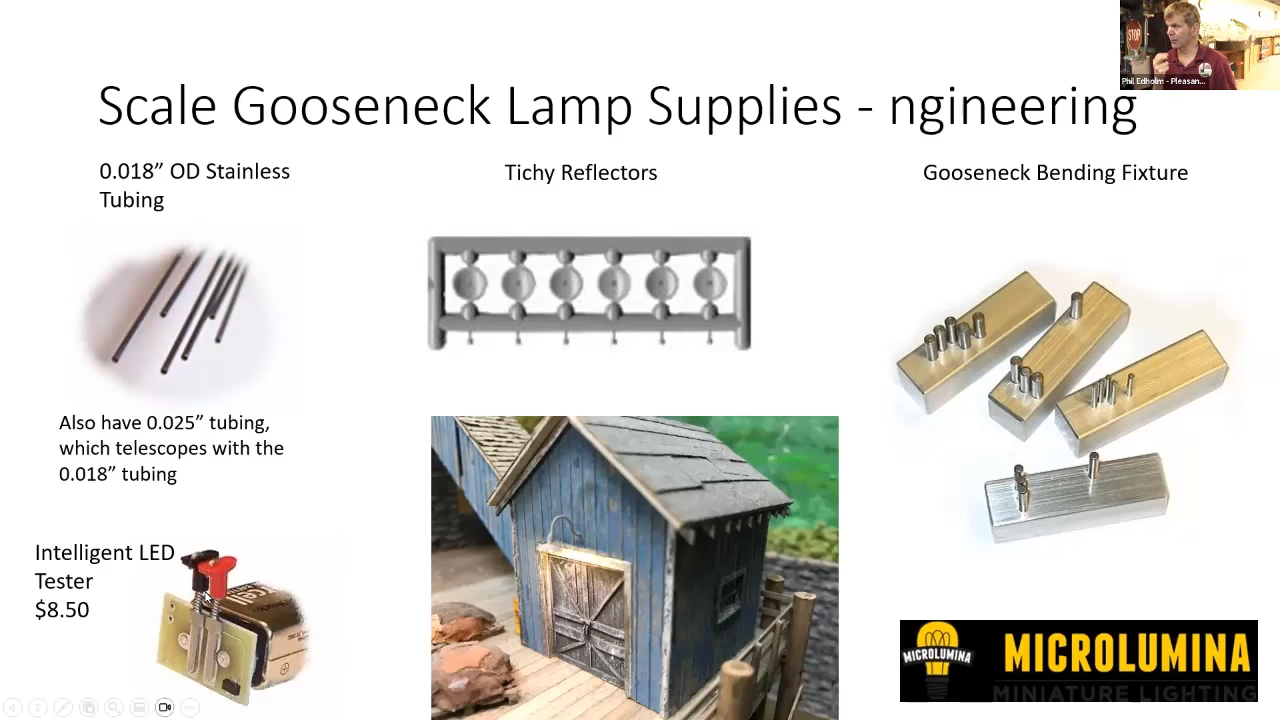 STOP
Phil Edholm - Pleasan...
Scale Gooseneck Lamp Supplies - ngineering
0.018” OD Stainless
Tubing
Tichy Reflectors
Gooseneck Bending Fixture
Also have 0.025” tubing,
which telescopes with the
0.018” tubing
Intelligent LED
Tester
$8.50
MICROLUMINA
MICROLUMINA
MINIATURE LIGHTING